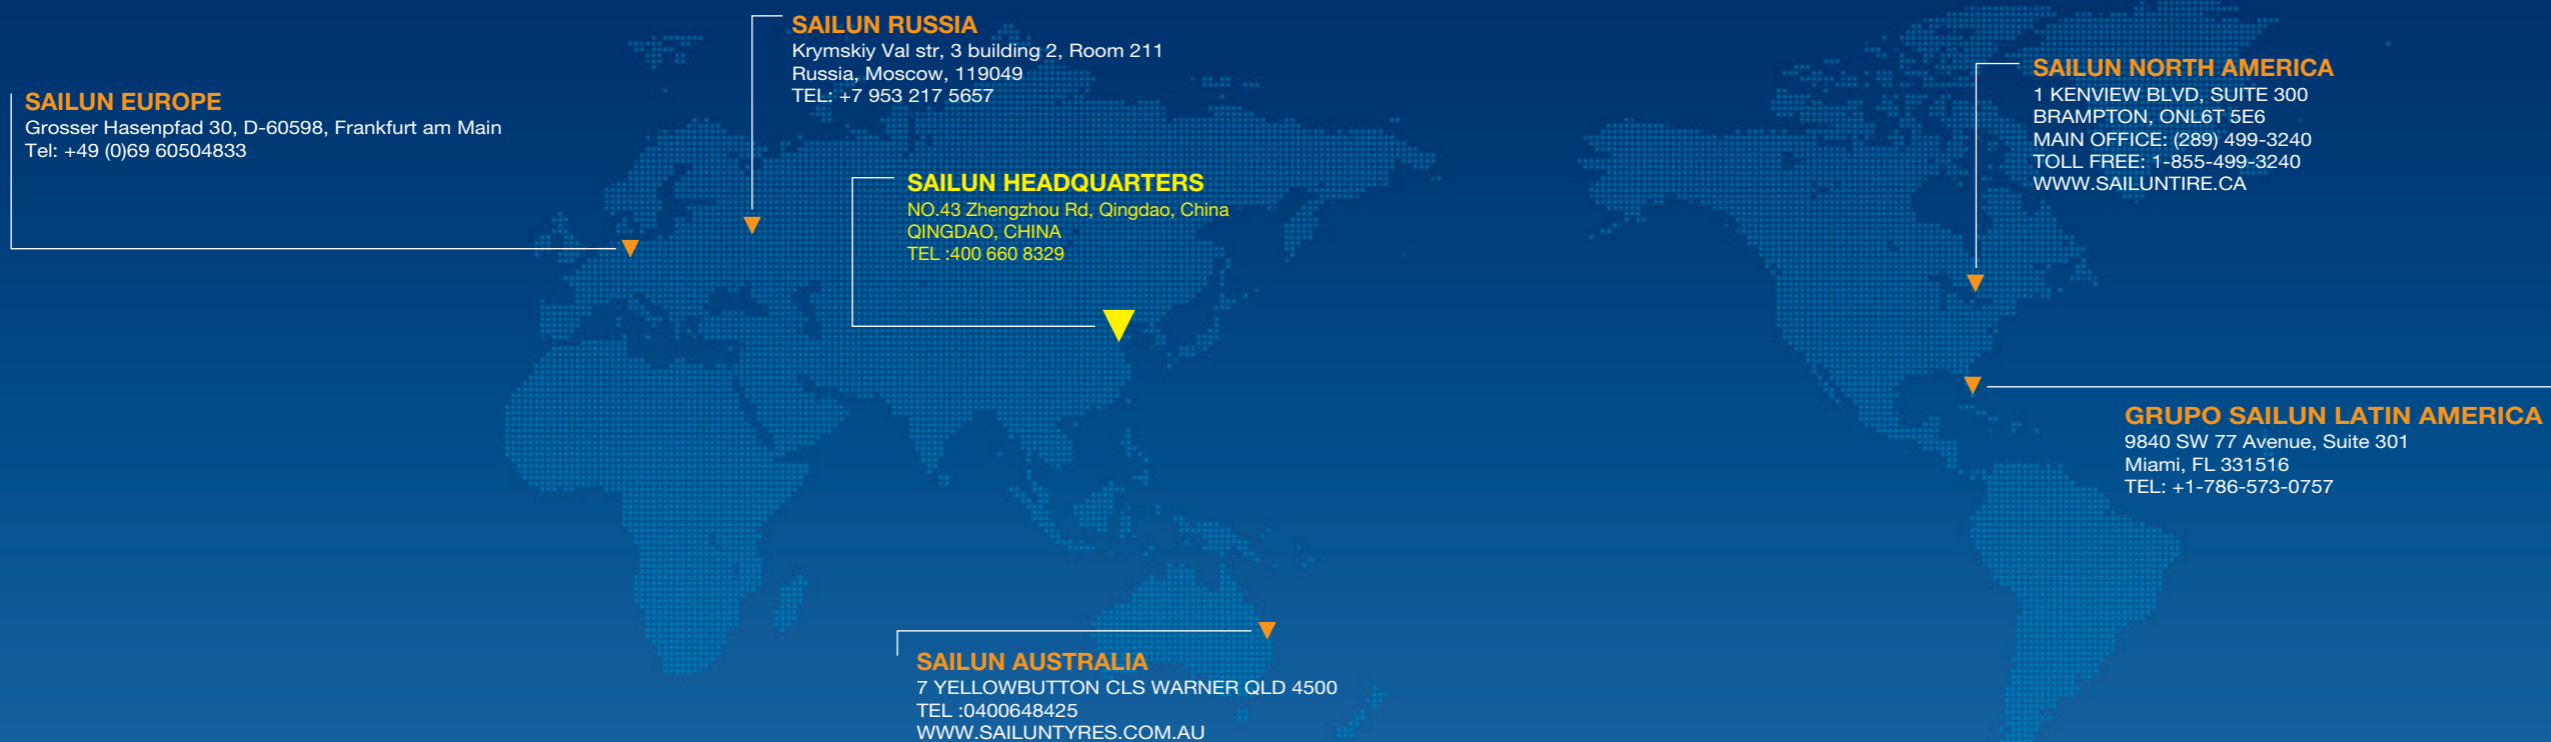 SAILUN EUROPE
Grosser Hasenpfad 30, D-60598, Frankfurt am Main
Tel: +49 (0)69 60504833
SAILUN RUSSIA
Krymskiy Val str, 3 building 2, Room 211
Russia, Moscow, 119049
TEL: +7 953 217 5657
SAILUN HEADQUARTERS
NO.43 Zhengzhou Rd, Qingdao, China
QINGDAO, CHINA
TEL :400 660 8329
SAILUN NORTH AMERICA
1 KENVIEW BLVD, SUITE 300
BRAMPTON, ONL6T 5E6
MAIN OFFICE: (289) 499-3240
TOLL FREE: 1-855-499-3240
WWW.SAILUNTIRE.CA
GRUPO SAILUN LATIN AMERICA
9840 SW 77 Avenue, Suite 301
Miami, FL 331516
TEL: +1-786-573-0757
SAILUN AUSTRALIA
7 YELLOWBUTTON CLS WARNER QLD 4500
TEL :0400648425
WWW.SAILUNTYRES.COM.AU